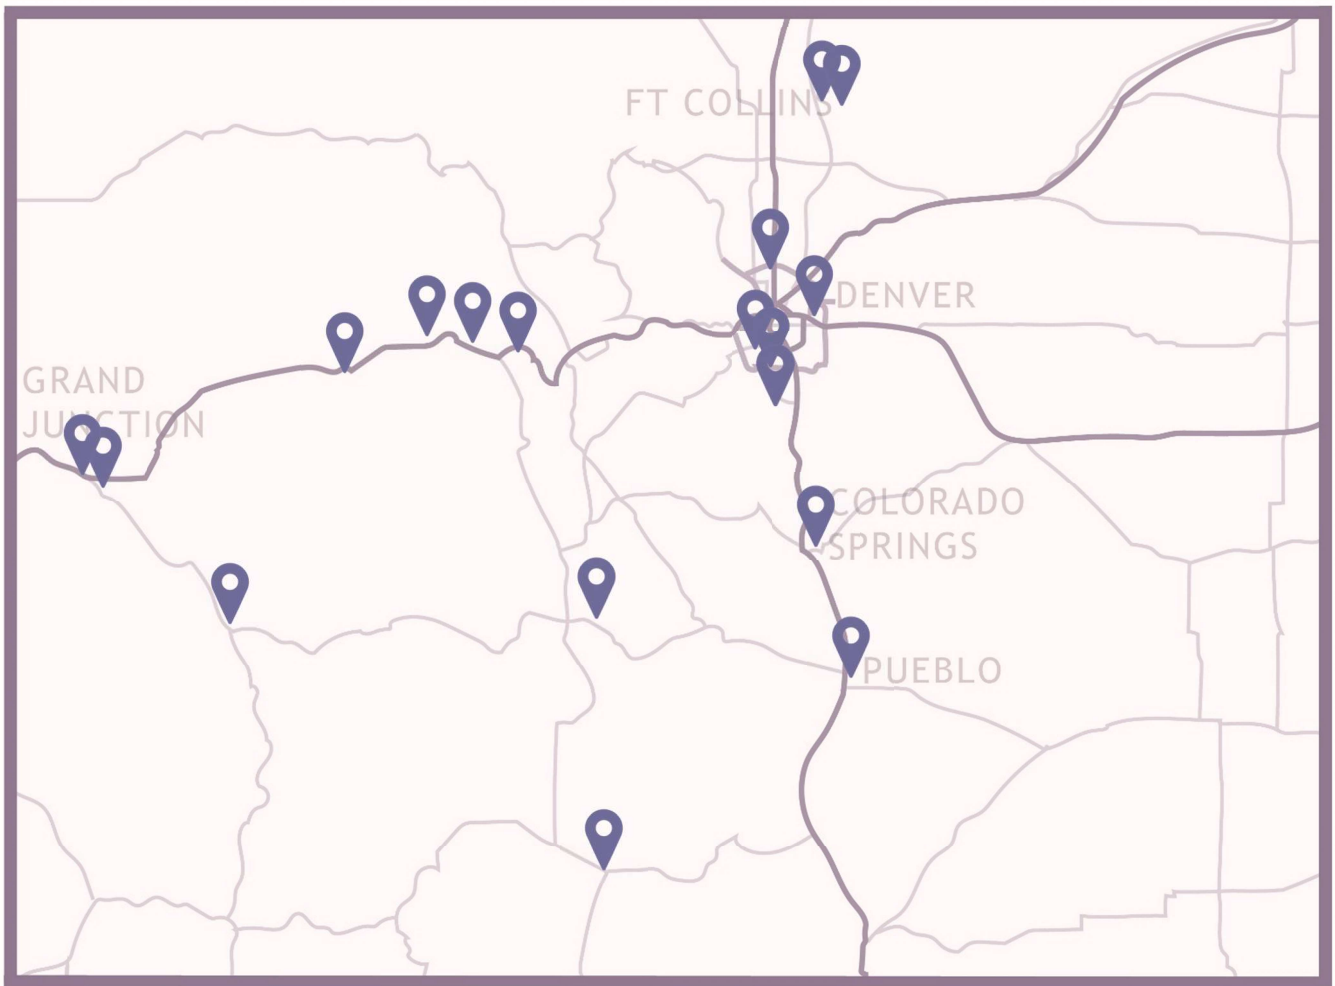 FT COLLINS
DENVER
GRAND
JUNCTION
COLORADO
SPRINGS
PUEBLO